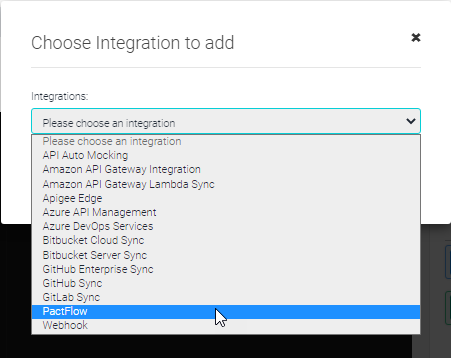 Choose Integration to add
Integrations:
Please choose an integration
Please choose an integration
API Auto Mocking
Amazon API Gateway Integration
Amazon API Gateway Lambda Sync
Apigee Edge
Azure API Management
Azure DevOps Services
Bitbucket Cloud Sync
Bitbucket Server Sync
GitHub Enterprise Sync
GitHub Sync
GitLab Sync
PactFlow
Webhook